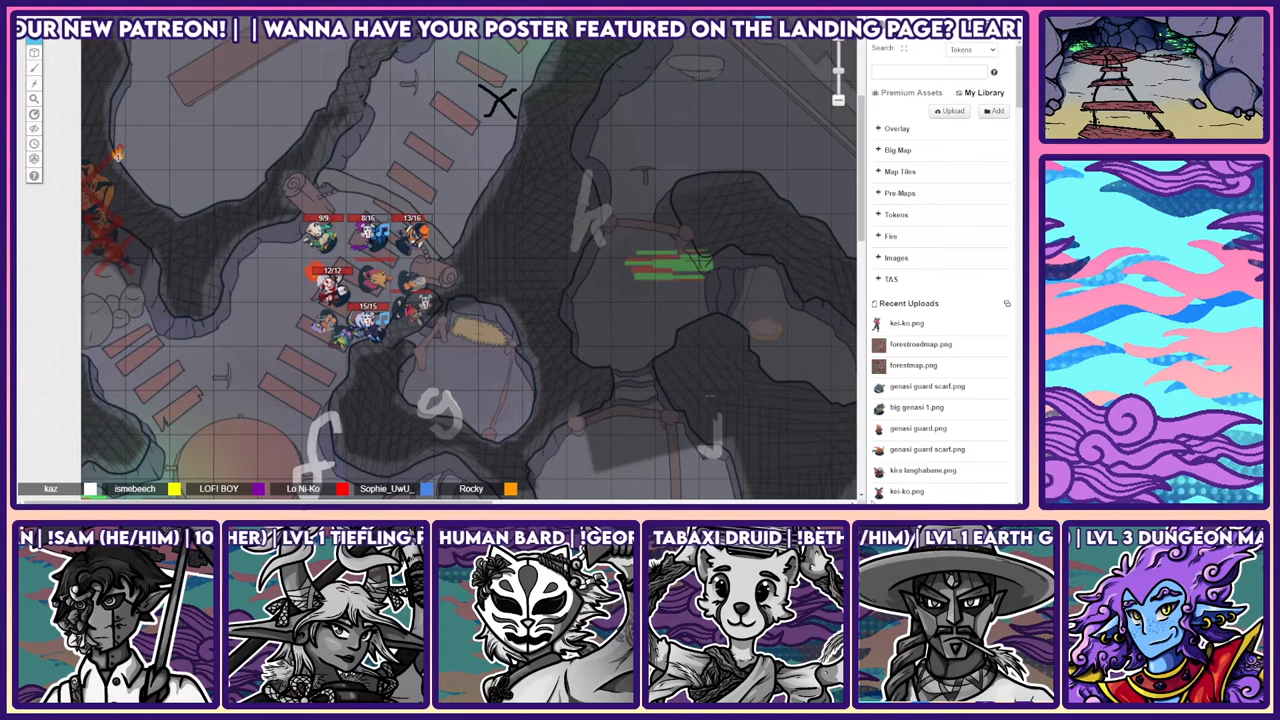 OUR NEW PATREON! | | WANNA HAVE YOUR POSTER FEATURED ON THE LANDING PAGE? LEARN
Search:
Tokens
Premium Assets My Library
Upload Add
Overlay
Big Map
Map Tiles
Pre-Maps
Tokens
Fire
Images
TAS
Recent Uploads
kei-ko.png
forestroadmap.png
forestmap.png
genasi guard scarf.png
big genasi 1.png
genasi guard.png
genasi guard scarf.png
kira langhabane.png
kei-ko.png
X
h
9/9 8/16 13/16
12/12
15/15
g
f
J
kaz ismebeech LOFI BOY Lo Ni-Ko Sophie_UwU_ Rocky
N | !SAM (HE/HIM) | 10
HER) | LVL 1 TIEFLING
HUMAN BARD | !GEOR
TABAXI DRUID | !BETH
/HIM) | LVL 1 EARTH G
| LVL 3 DUNGEON MA